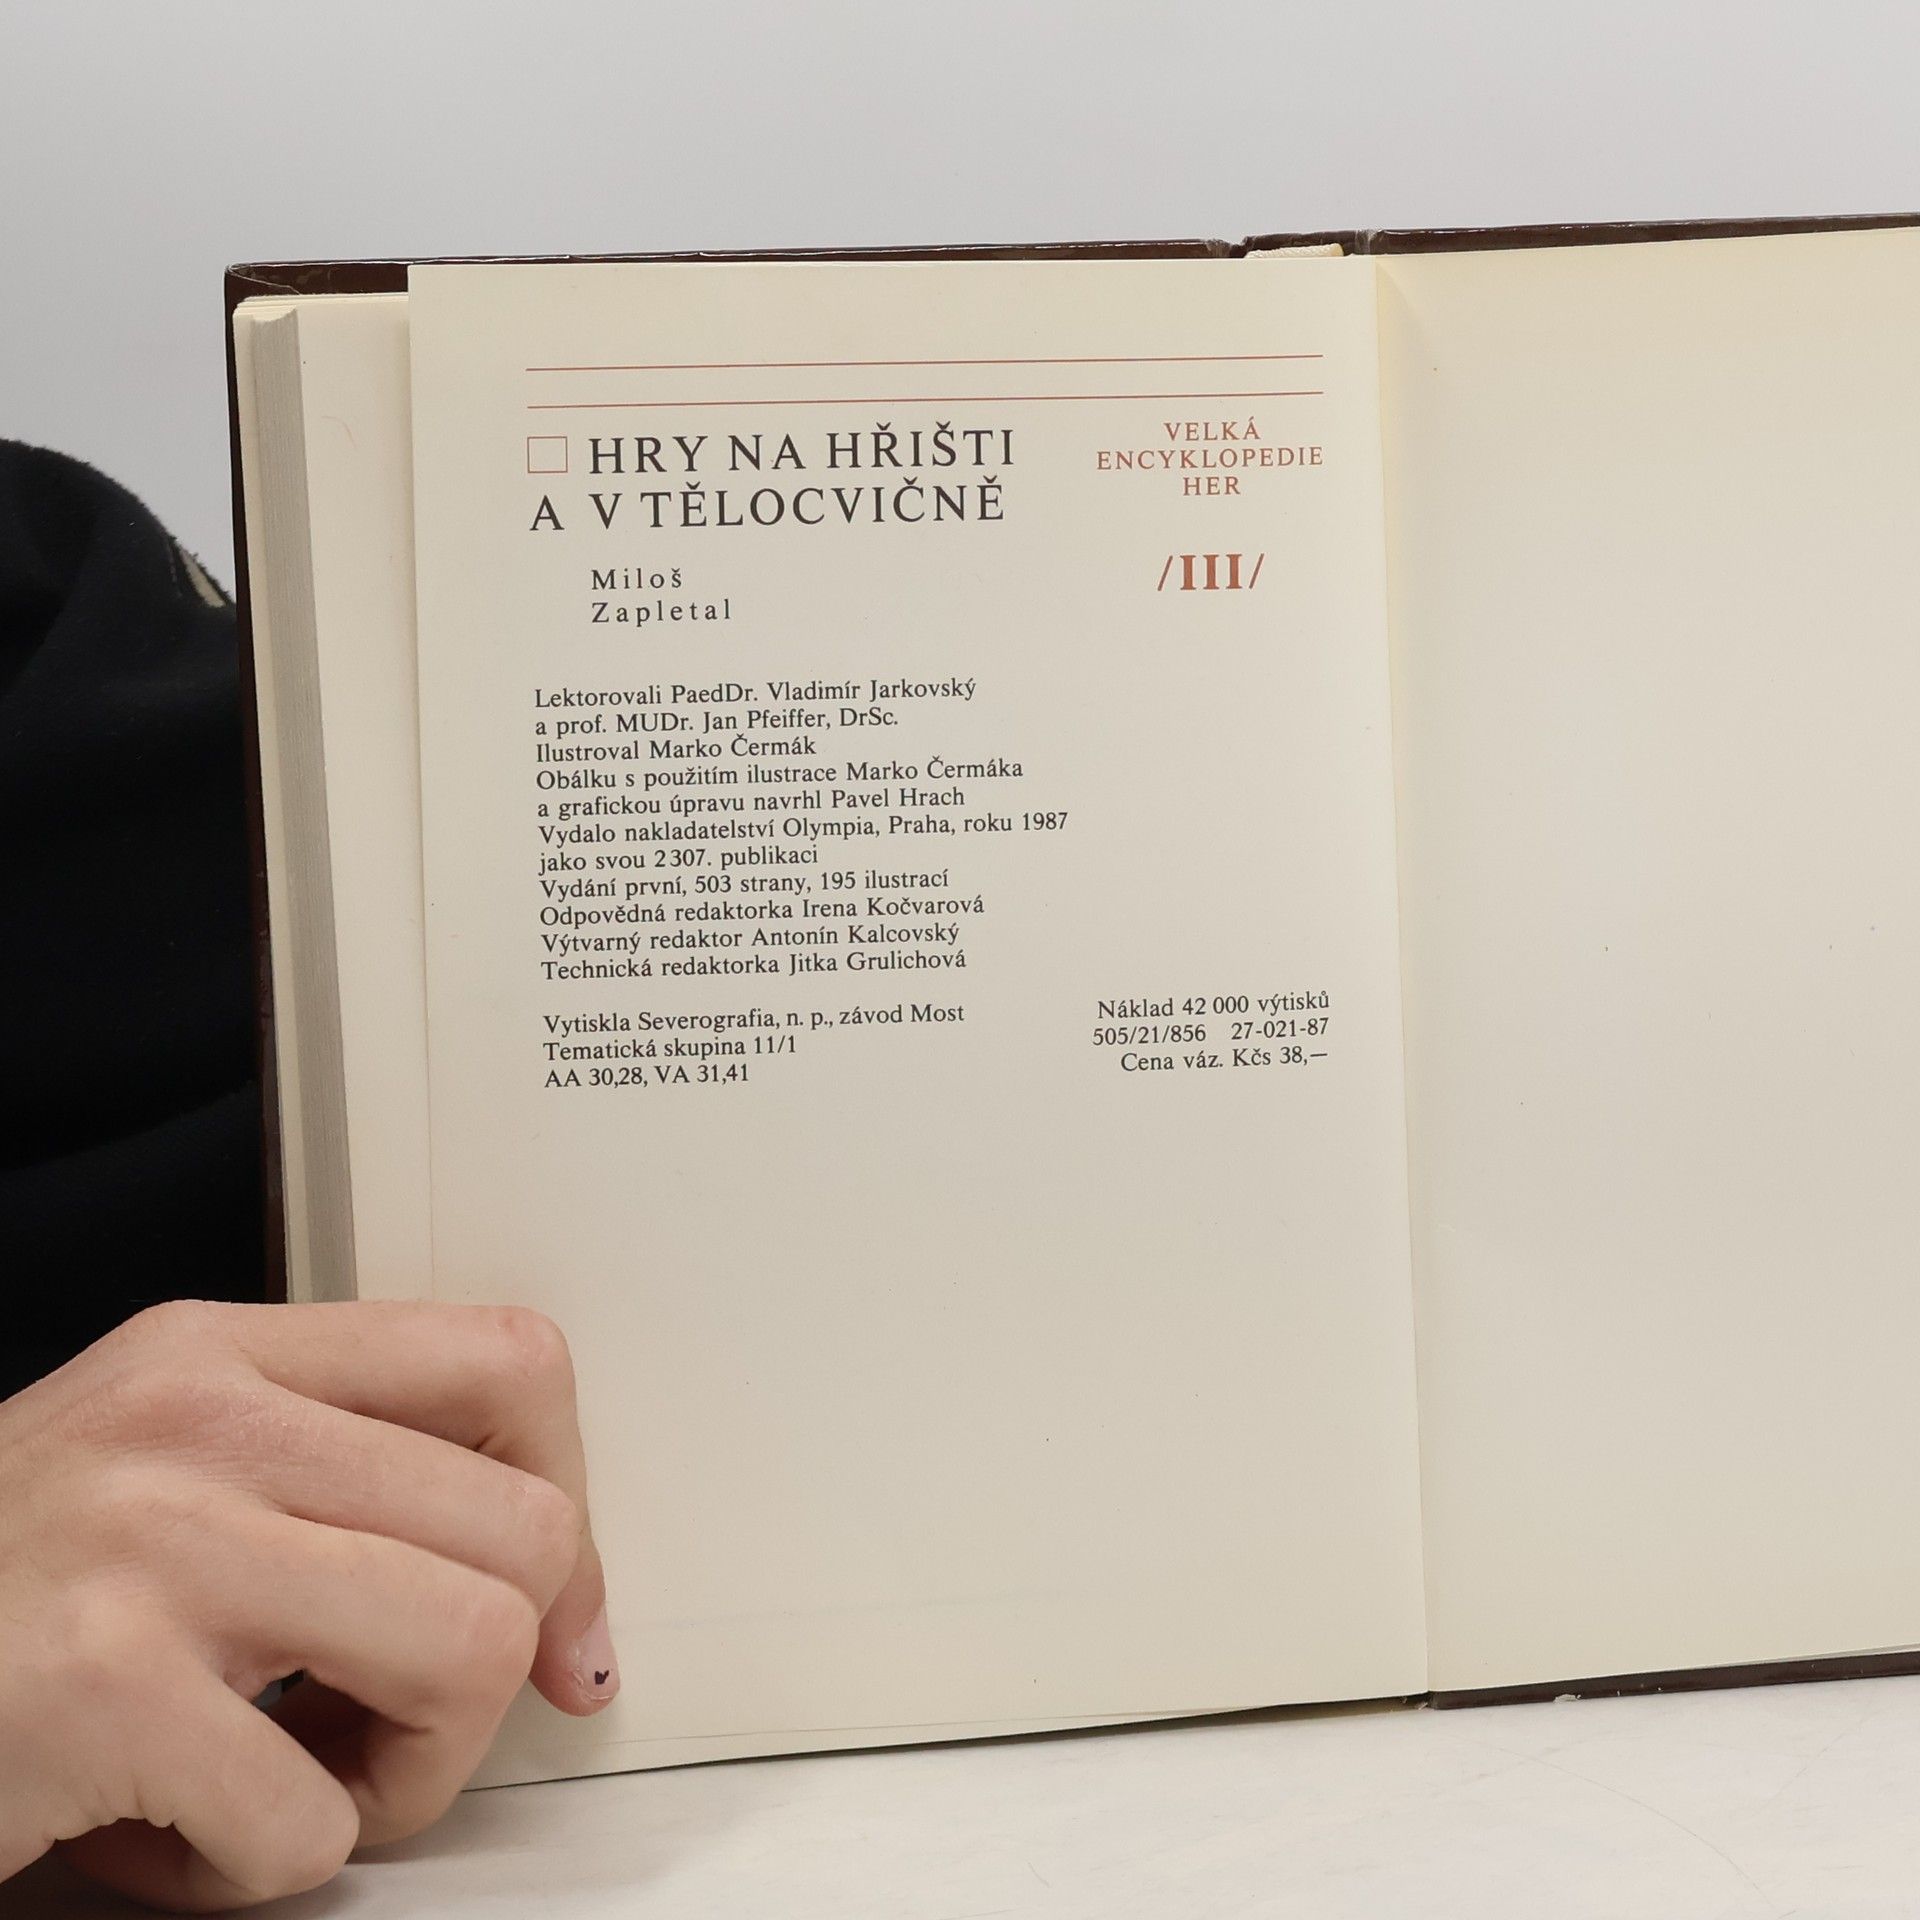 HRY NA HŘIŠTI
A V TĚLOCVIČNĚ
VELKÁ
ENCYKLOPEDIE
HER
/III/
Miloš
Zapletal
Lektorovali PaedDr. Vladimír Jarkovský
a prof. MUDr. Jan Pfeiffer, DrSc.
Ilustroval Marko Čermák
Obálku s použitím ilustrace Marko Čermáka
a grafickou úpravu navrhl Pavel Hrach
Vydalo nakladatelství Olympia, Praha, roku 1987
jako svou 2 307. publikaci
Vydání první, 503 strany, 195 ilustrací
Odpovědná redaktorka Irena Kočvarová
Výtvarný redaktor Antonín Kalcovský
Technická redaktorka Jitka Grulichová
Vytiskla Severografia, n. p., závod Most
Tematická skupina 11/1
AA 30,28, VA 31,41
Náklad 42 000 výtisků
505/21/856 27-021-87
Cena váz. Kčs 38,—